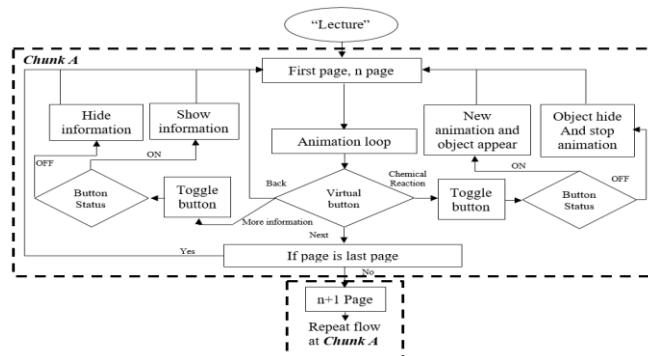 “Lecture”
Chunk A
First page, n page
Hide
information
Show
information
New
animation and
object appear
Object hide
And stop
animation
Animation loop
OFF
ON
ON
OFF
Button
Status
Toggle
button
Back
Virtual
button
Chemical
Reaction
Toggle
button
Button
Status
More information
Next
Yes
If page is last page
No
n+1 Page
Repeat flow
at Chunk A